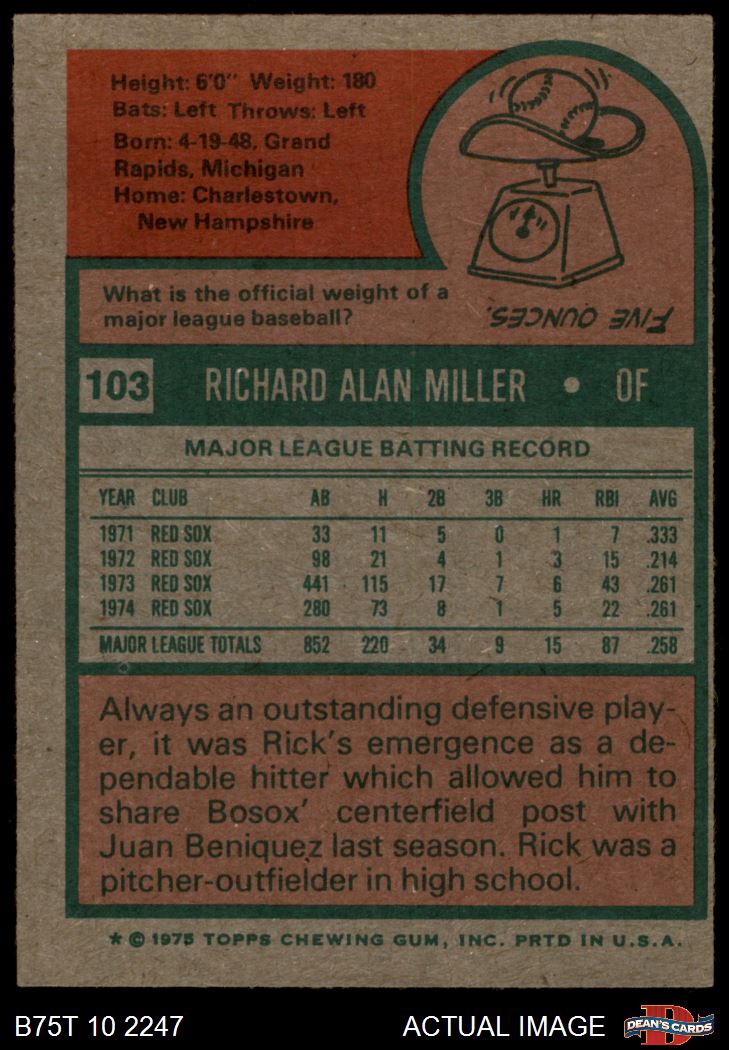 Height: 6'0" Weight: 180
Bats: Left Throws: Left
Born: 4-19-48, Grand
Rapids, Michigan
Home: Charlestown,
New Hampshire
What is the official weight of a
major league baseball?
FIVE OUNCES.
103 RICHARD ALAN MILLER • OF
MAJOR LEAGUE BATTING RECORD
YEAR CLUB AB H 2B 3B HR RBI AVG
1971 RED SOX 33 11 5 0 1 7 .333
1972 RED SOX 98 21 4 1 3 15 .214
1973 RED SOX 441 115 17 7 6 43 .261
1974 RED SOX 280 73 8 1 5 22 .261
MAJOR LEAGUE TOTALS 852 220 34 9 15 87 .258
Always an outstanding defensive play-
er, it was Rick's emergence as a de-
pendable hitter which allowed him to
share Bosox' centerfield post with
Juan Beniquez last season. Rick was a
pitcher-outfielder in high school.
* © 1975 TOPPS CHEWING GUM, INC. PRTD IN U.S.A.
B75T 10 2247 ACTUAL IMAGE D DEAN'S CARDS